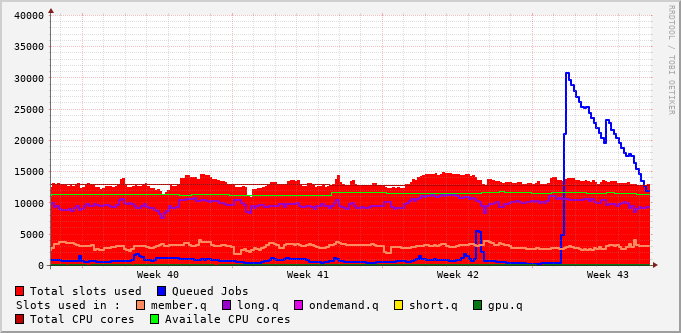 40000
35000
30000
25000
20000
15000
10000
5000
0
Week 40 Week 41 Week 42 Week 43
RRDTOOL / TOBI OETIKER
Total slots used Queued Jobs
Slots used in : member.q long.q ondemand.q short.q gpu.q
Total CPU cores Availale CPU cores